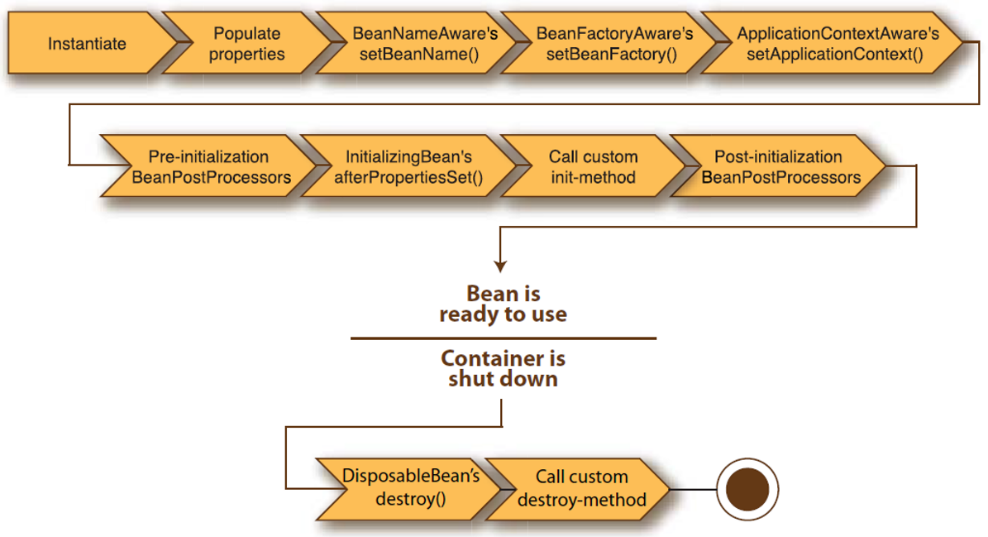 Instantiate
Populate
properties
BeanNameAware's
setBeanName()
BeanFactoryAware's
setBeanFactory()
ApplicationContextAware's
setApplicationContext()
Pre-initialization
BeanPostProcessors
InitializingBean's
afterPropertiesSet()
Call custom
init-method
Post-initialization
BeanPostProcessors
Bean is
ready to use
Container is
shut down
DisposableBean's
destroy()
Call custom
destroy-method